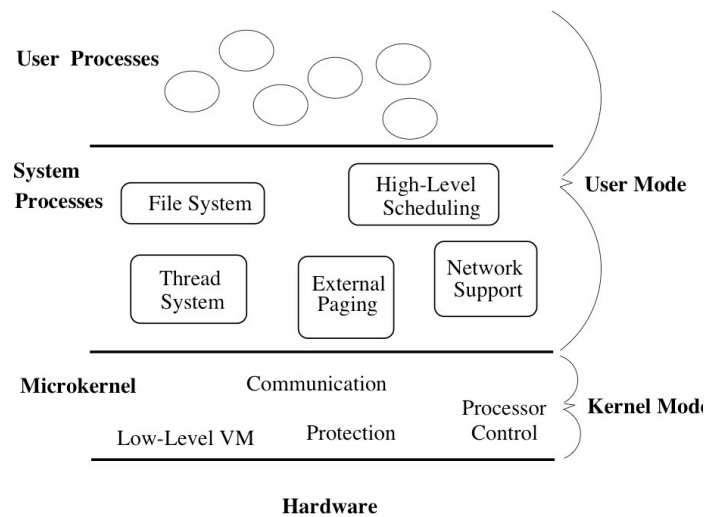 User Processes
System
Processes
File System
High-Level
Scheduling
User Mode
Thread
System
External
Paging
Network
Support
Microkernel
Communication
Low-Level VM
Protection
Processor
Control
Kernel Mod
Hardware